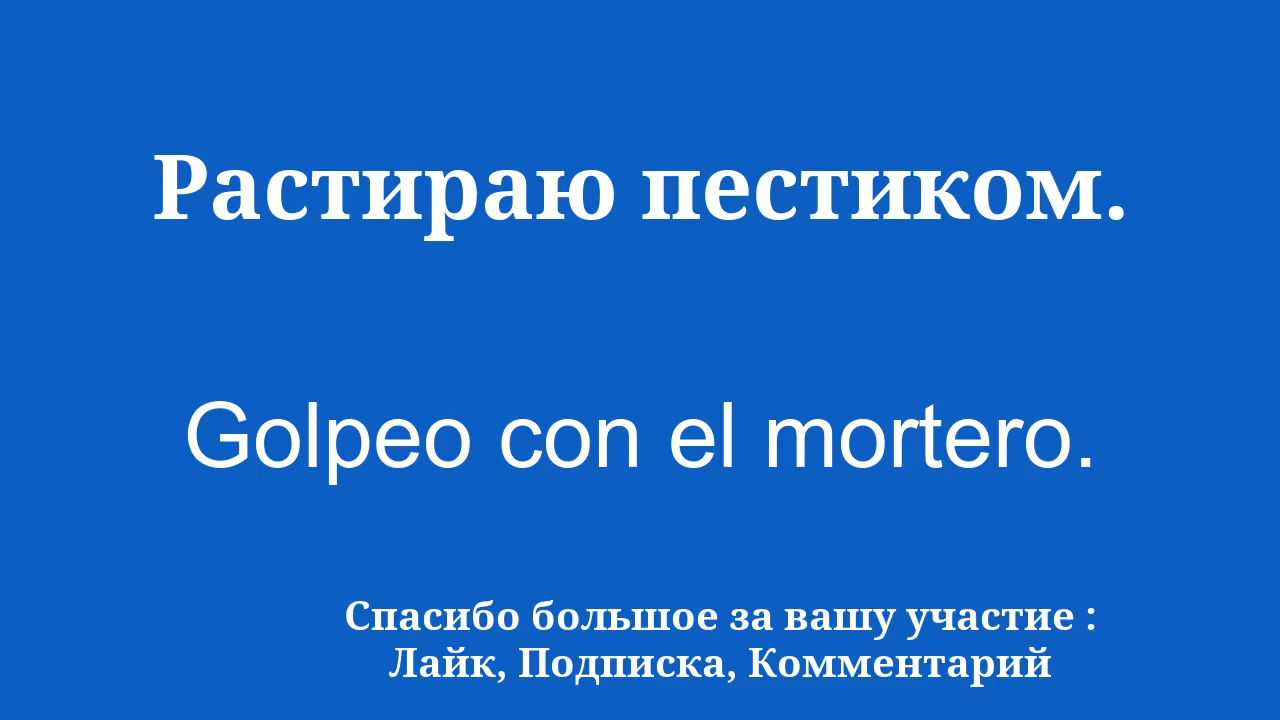 Растираю пестиком.
Golpeo con el mortero.
Спасибо большое за вашу участие :
Лайк, Подписка, Комментарий